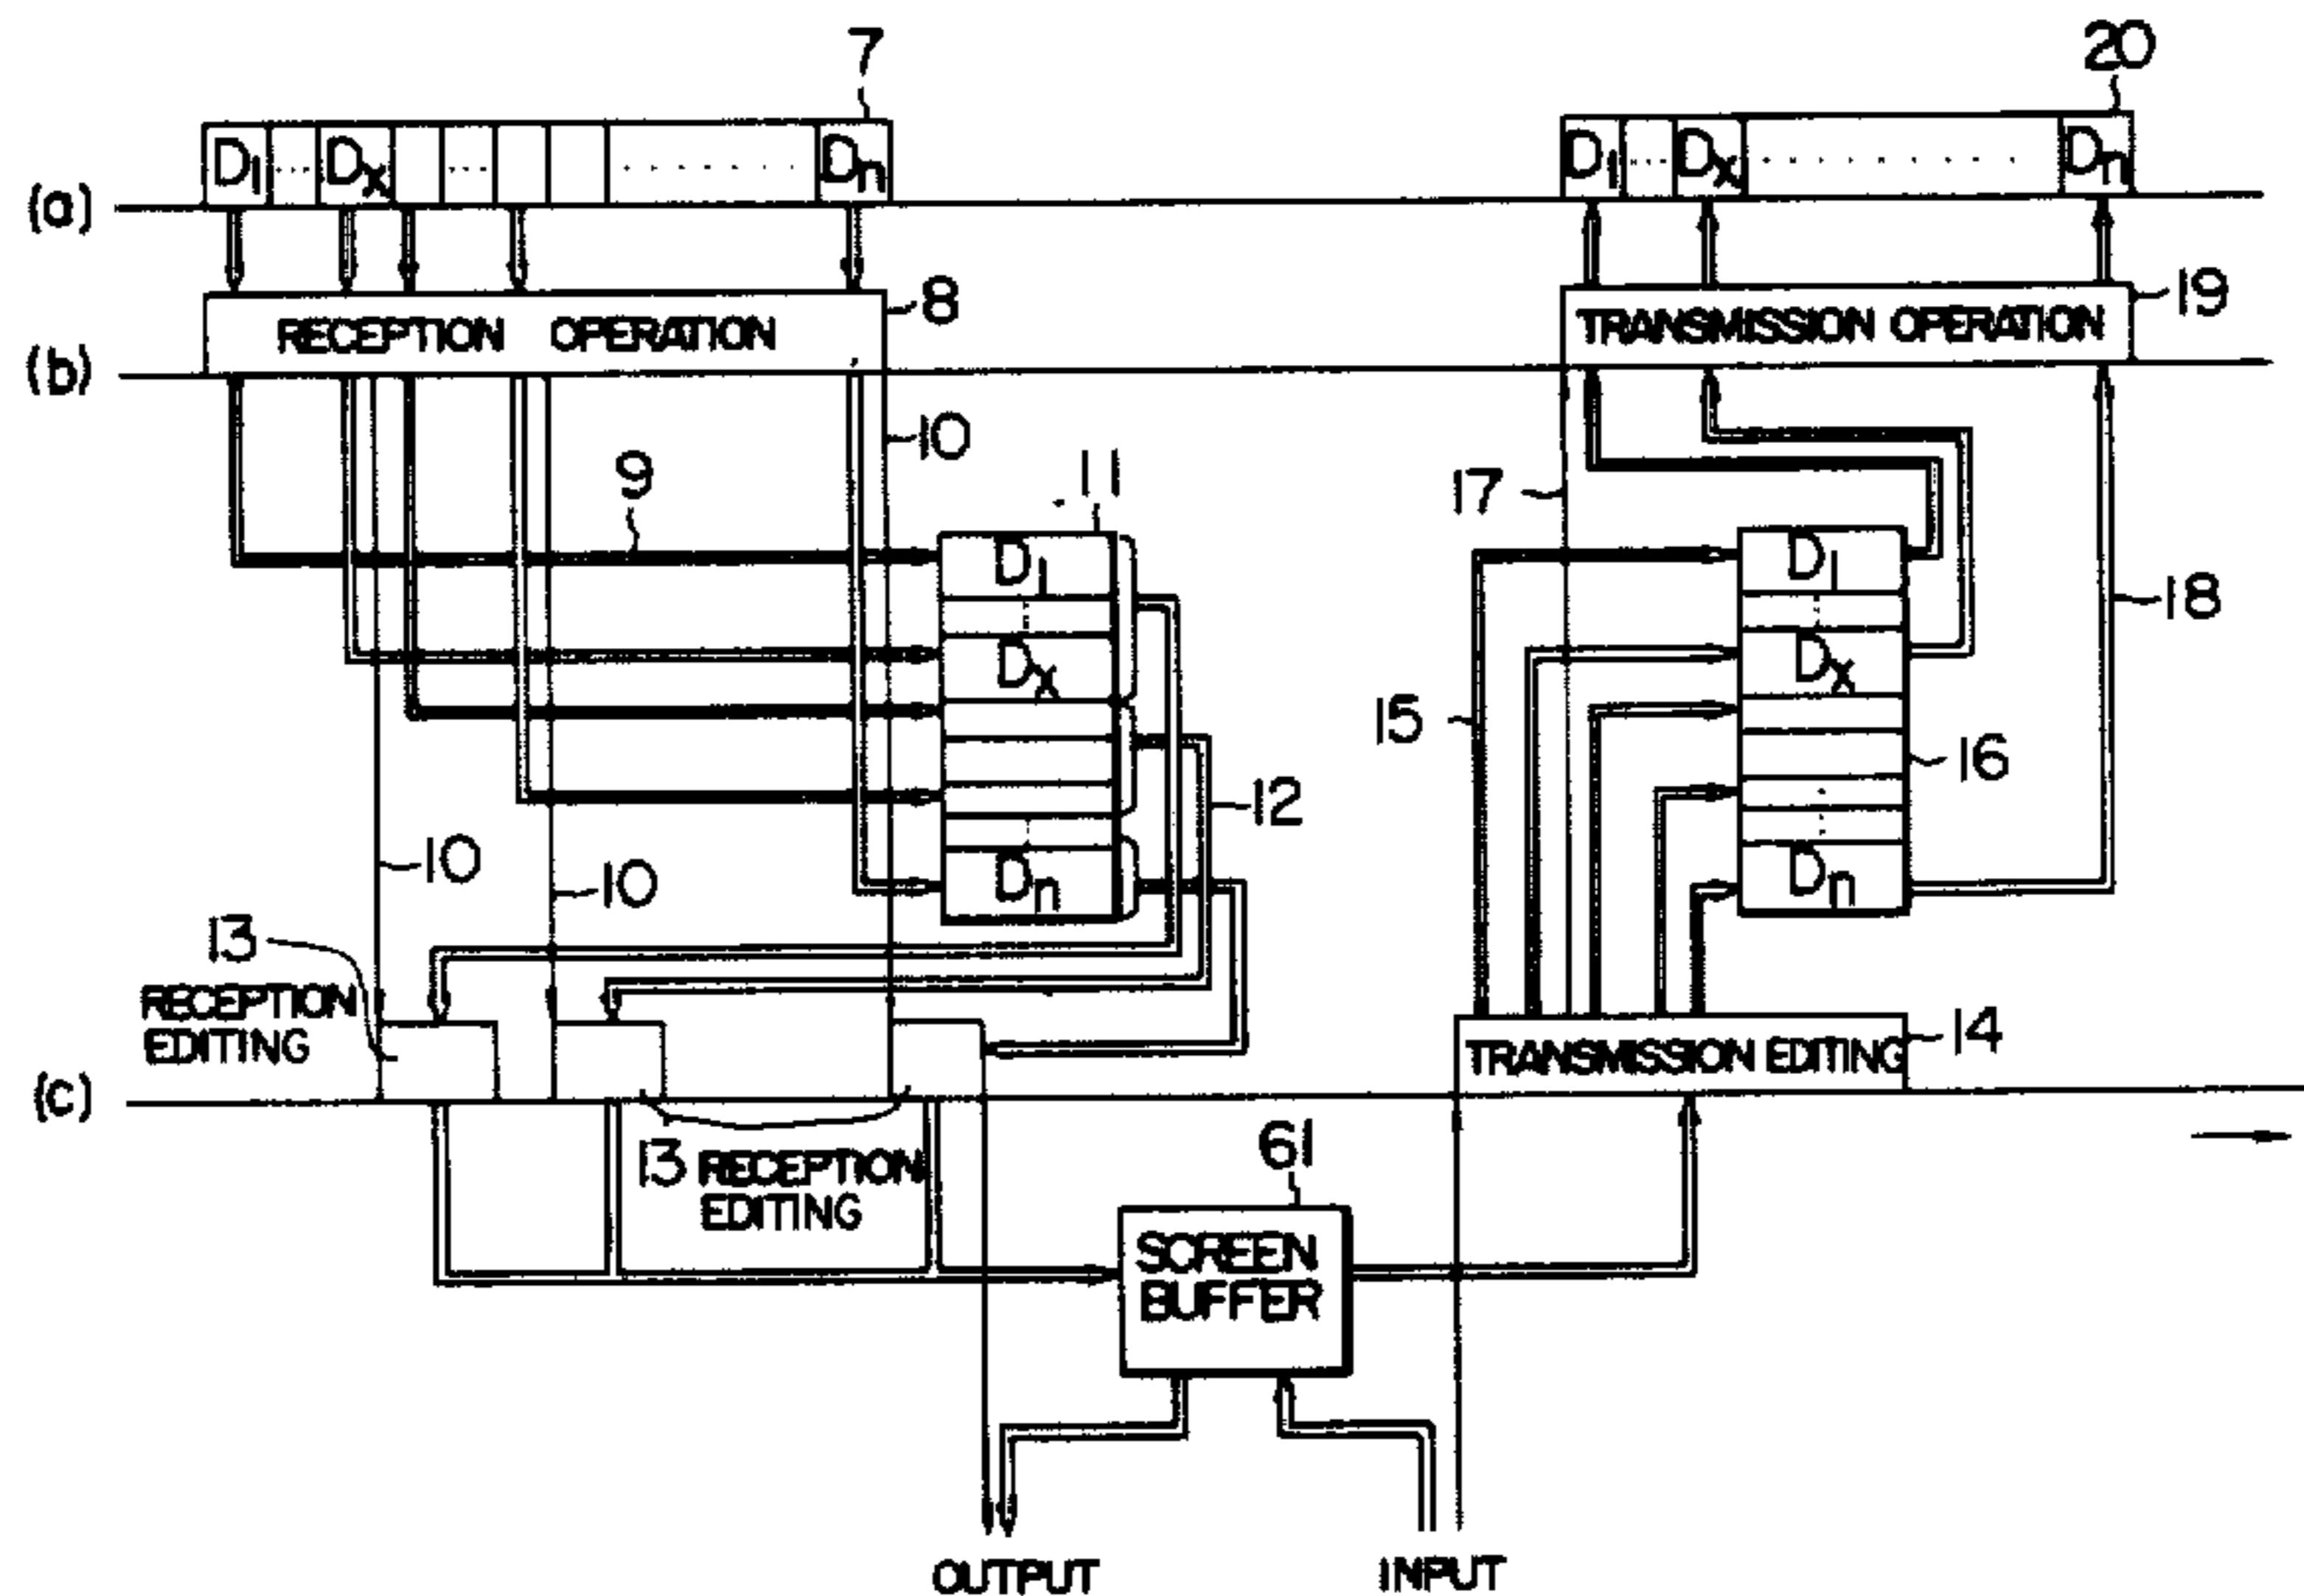 7
20
D1 ... Dx ... ....... Dn
D1 ... Dx ......... Dn
(a)
RECEPTION OPERATION
8
TRANSMISSION OPERATION
19
(b)
10
9
11
17
D1
Dx
Dn
D1
Dx
Dn
18
15
16
12
10
10
13
RECEPTION
EDITING
14
TRANSMISSION EDITING
(c)
13 RECEPTION
EDITING
61
SCREEN
BUFFER
OUTPUT
INPUT